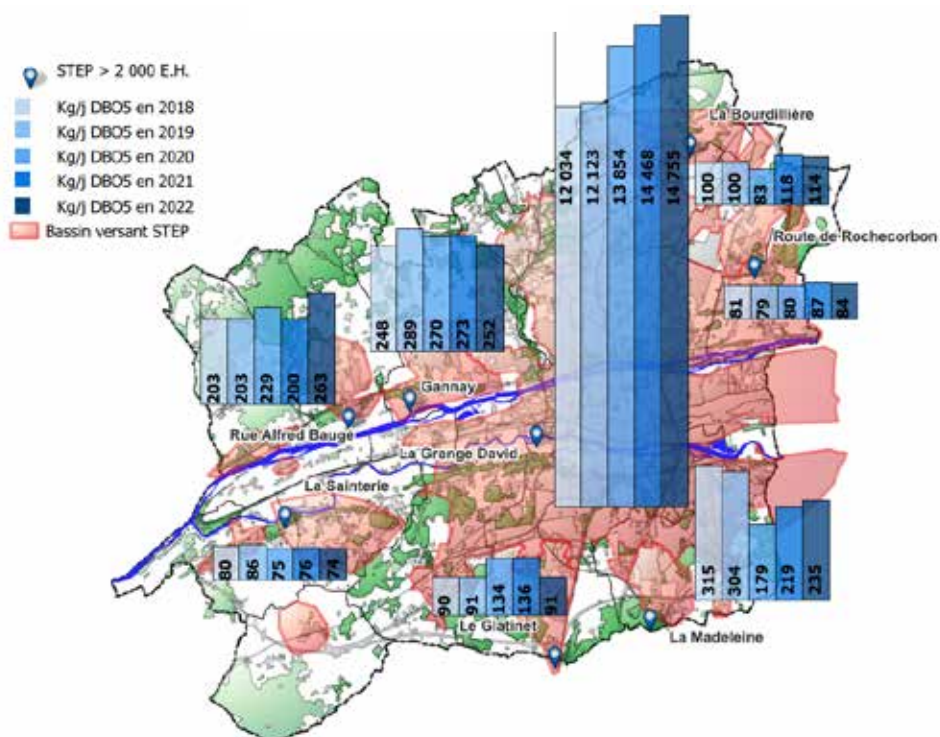 STEP > 2 000 E.H.
Kg/j DBO5 en 2018
Kg/j DBO5 en 2019
Kg/j DBO5 en 2020
Kg/j DBO5 en 2021
Kg/j DBO5 en 2022
Bassin versant STEP
12 034
12 123
13 854
14 468
14 755
La Bourdillière
100
100
83
118
114
Route de Rochecorbon
81
79
80
87
84
248
289
270
273
252
203
203
229
200
263
Gannay
Rue Alfred Baugé
La Grange David
La Sainterie
80
86
75
76
74
90
91
134
136
91
Le Glatinet
315
304
179
219
235
La Madeleine